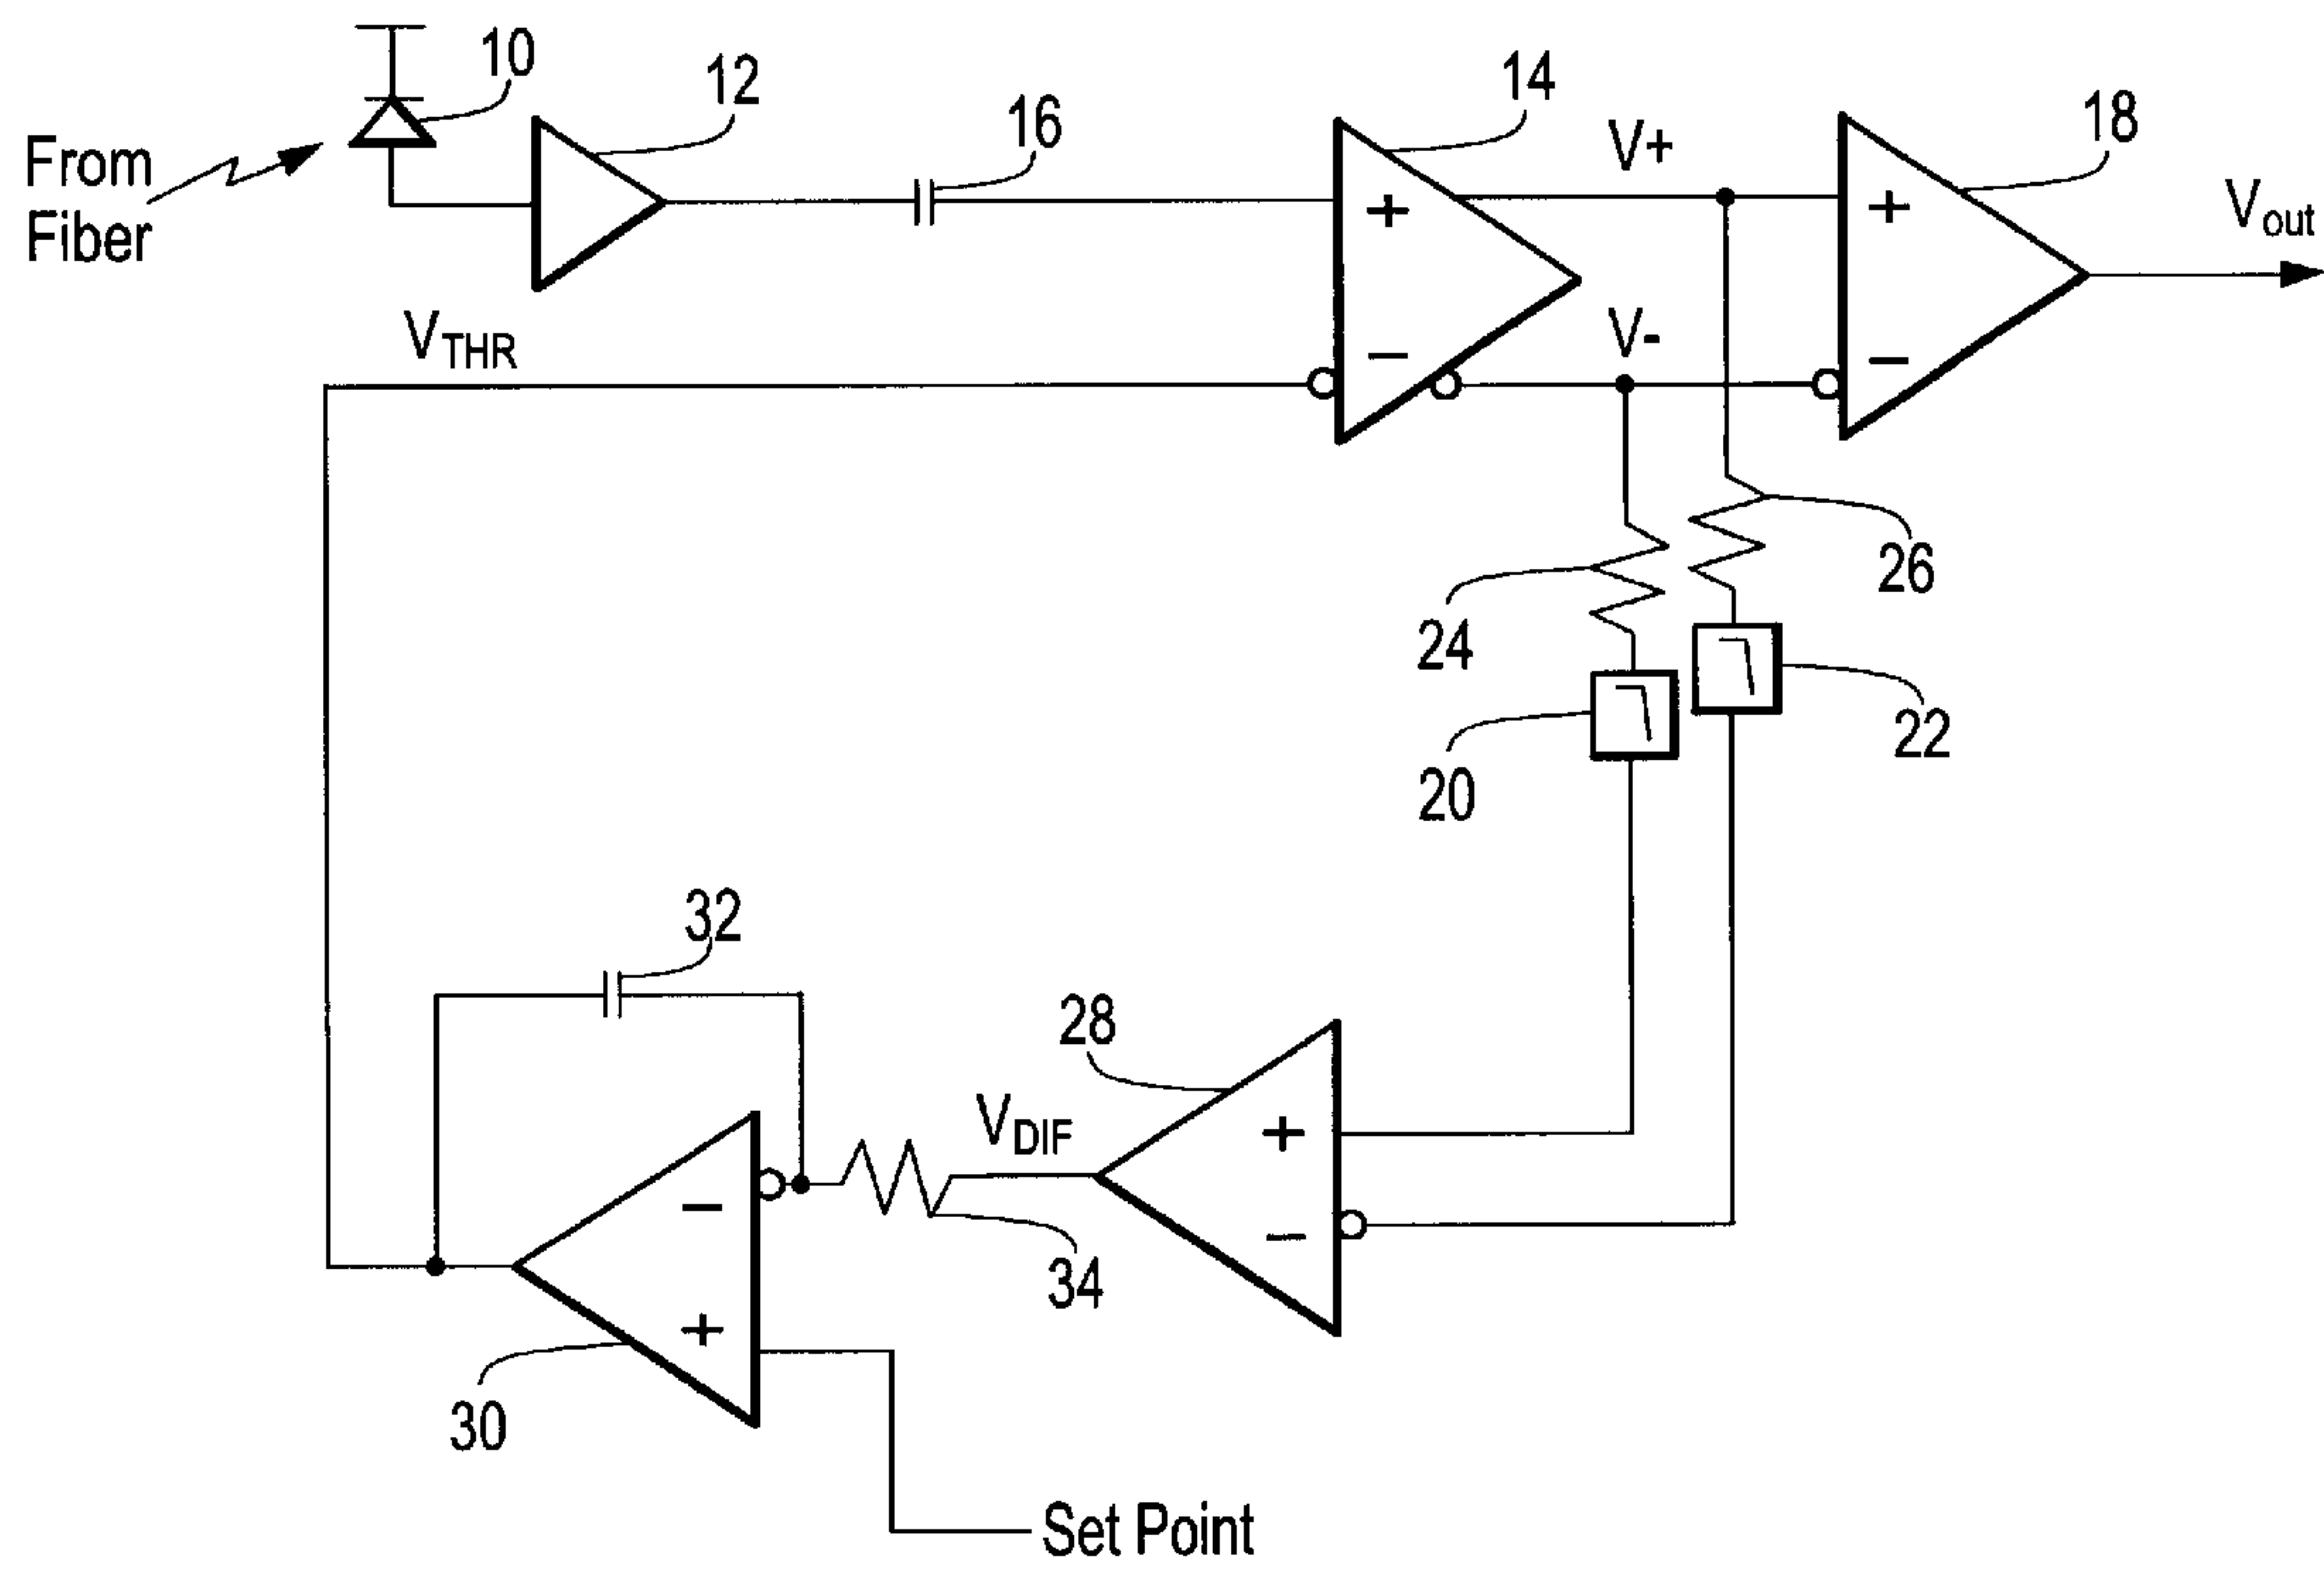 10
12
16
14
V+
18
From
Fiber
Vout
VTHR
V-
26
24
22
20
32
28
VDIF
34
30
Set Point
+
−
+
−
+
−
−
+